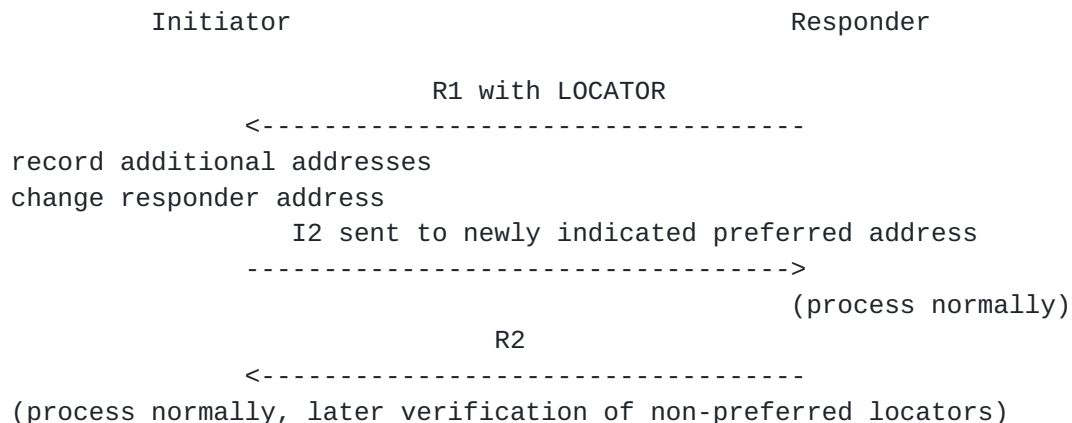 Initiator                                Responder
R1 with LOCATOR
<-----------------------------------
record additional addresses
change responder address
I2 sent to newly indicated preferred address
----------------------------------->
(process normally)
R2
<-----------------------------------
(process normally, later verification of non-preferred locators)